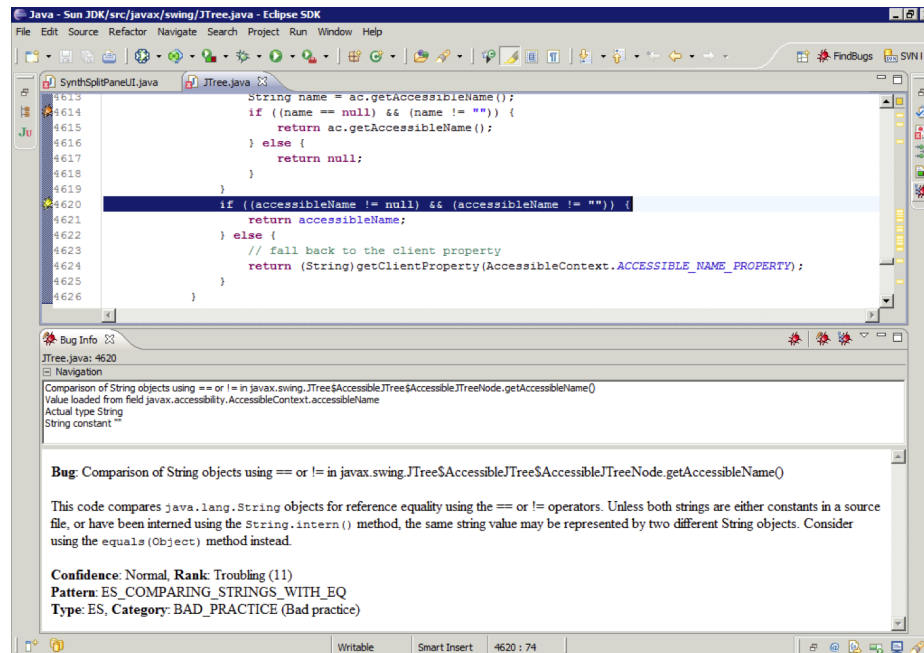 Java - Sun JDK/src/javax/swing/JTree.java - Eclipse SDK
File Edit Source Refactor Navigate Search Project Run Window Help
FindBugs SVN
SynthSplitPaneUI.java JTree.java
4613 String name = ac.getAccessibleName();
4614 if ((name == null) && (name != "")) {
4615 return ac.getAccessibleName();
4616 } else {
4617 return null;
4618 }
4619 }
4620 if ((accessibleName != null) && (accessibleName != "")) {
4621 return accessibleName;
4622 } else {
4623 // fall back to the client property
4624 return (String)getClientProperty(AccessibleContext.ACCESSIBLE_NAME_PROPERTY);
4625 }
4626 }
Bug Info
JTree.java: 4620
Navigation
Comparison of String objects using == or != in javax.swing.JTree$AccessibleJTree$AccessibleJTreeNode.getAccessibleName()
Value loaded from field javax.accessibility.AccessibleContext.accessibleName
Actual type String
String constant ""
Bug: Comparison of String objects using == or != in javax.swing.JTree$AccessibleJTree$AccessibleJTreeNode.getAccessibleName()
This code compares java.lang.String objects for reference equality using the == or != operators. Unless both strings are either constants in a source
file, or have been interned using the String.intern() method, the same string value may be represented by two different String objects. Consider
using the equals(Object) method instead.
Confidence: Normal, Rank: Troubling (11)
Pattern: ES_COMPARING_STRINGS_WITH_EQ
Type: ES, Category: BAD_PRACTICE (Bad practice)
Writable Smart Insert 4620 : 74